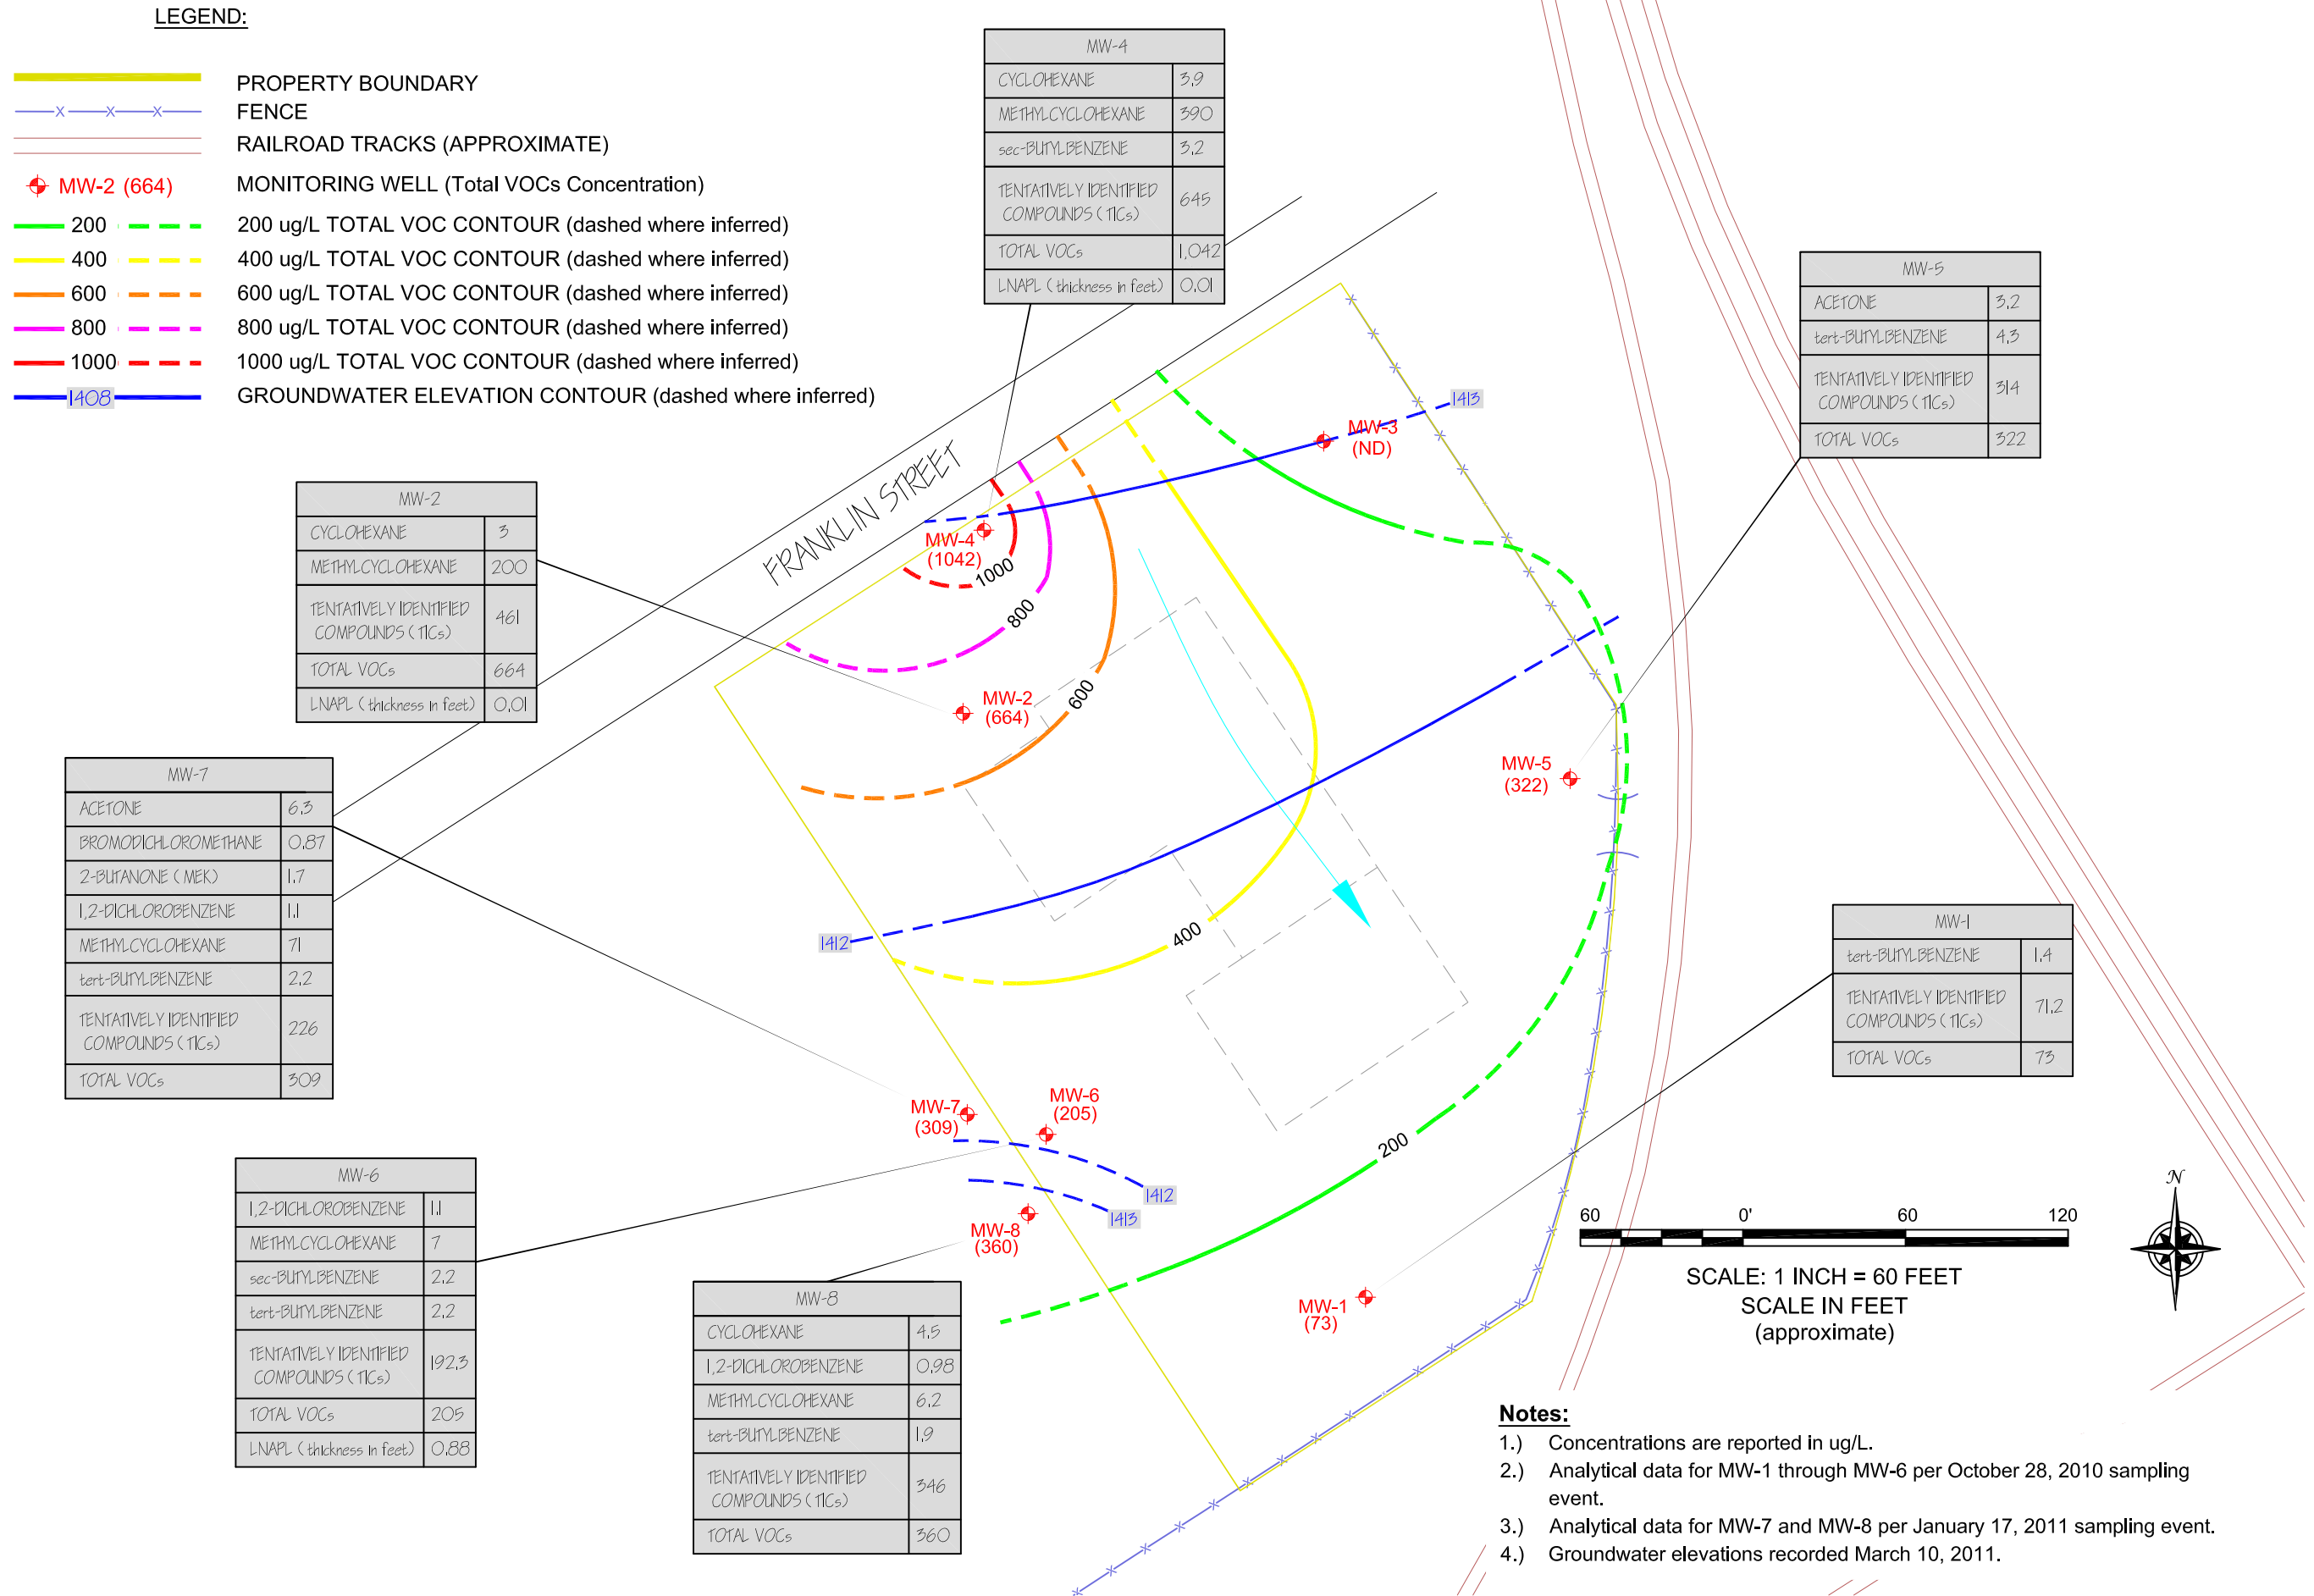 LEGEND:
PROPERTY BOUNDARY
FENCE
RAILROAD TRACKS (APPROXIMATE)
MW-2 (664) MONITORING WELL (Total VOCs Concentration)
200 200 ug/L TOTAL VOC CONTOUR (dashed where inferred)
400 400 ug/L TOTAL VOC CONTOUR (dashed where inferred)
600 600 ug/L TOTAL VOC CONTOUR (dashed where inferred)
800 800 ug/L TOTAL VOC CONTOUR (dashed where inferred)
1000 1000 ug/L TOTAL VOC CONTOUR (dashed where inferred)
1408 GROUNDWATER ELEVATION CONTOUR (dashed where inferred)
MW-4
CYCLOHEXANE 3.9
METHYLCYCLOHEXANE 390
sec-BUTYLBENZENE 3.2
TENTATIVELY IDENTIFIED
COMPOUNDS (TICs) 645
TOTAL VOCs 1,042
LNAPL (thickness in feet) 0.01
MW-5
ACETONE 3.2
tert-BUTYLBENZENE 4.3
TENTATIVELY IDENTIFIED
COMPOUNDS (TICs) 314
TOTAL VOCs 322
MW-2
CYCLOHEXANE 3
METHYLCYCLOHEXANE 200
TENTATIVELY IDENTIFIED
COMPOUNDS (TICs) 461
TOTAL VOCs 664
LNAPL (thickness in feet) 0.01
MW-7
ACETONE 6.3
BROMODICHLOROMETHANE 0.87
2-BUTANONE (MEK) 1.7
1,2-DICHLOROBENZENE 1.1
METHYLCYCLOHEXANE 71
tert-BUTYLBENZENE 2.2
TENTATIVELY IDENTIFIED
COMPOUNDS (TICs) 226
TOTAL VOCs 309
MW-6
1,2-DICHLOROBENZENE 1.1
METHYLCYCLOHEXANE 7
sec-BUTYLBENZENE 2.2
tert-BUTYLBENZENE 2.2
TENTATIVELY IDENTIFIED
COMPOUNDS (TICs) 192.3
TOTAL VOCs 205
LNAPL (thickness in feet) 0.88
MW-8
CYCLOHEXANE 4.5
1,2-DICHLOROBENZENE 0.98
METHYLCYCLOHEXANE 6.2
tert-BUTYLBENZENE 1.9
TENTATIVELY IDENTIFIED
COMPOUNDS (TICs) 346
TOTAL VOCs 360
MW-1
tert-BUTYLBENZENE 1.4
TENTATIVELY IDENTIFIED
COMPOUNDS (TICs) 71.2
TOTAL VOCs 73
FRANKLIN STREET
1413
MW-3
(ND)
MW-4
(1042)
1000
800
600
MW-2
(664)
MW-5
(322)
1412
400
MW-7
(309)
MW-6
(205)
200
1412
1413
MW-8
(360)
MW-1
(73)
N
60 0' 60 120
SCALE: 1 INCH = 60 FEET
SCALE IN FEET
(approximate)
Notes:
1.) Concentrations are reported in ug/L.
2.) Analytical data for MW-1 through MW-6 per October 28, 2010 sampling
event.
3.) Analytical data for MW-7 and MW-8 per January 17, 2011 sampling event.
4.) Groundwater elevations recorded March 10, 2011.